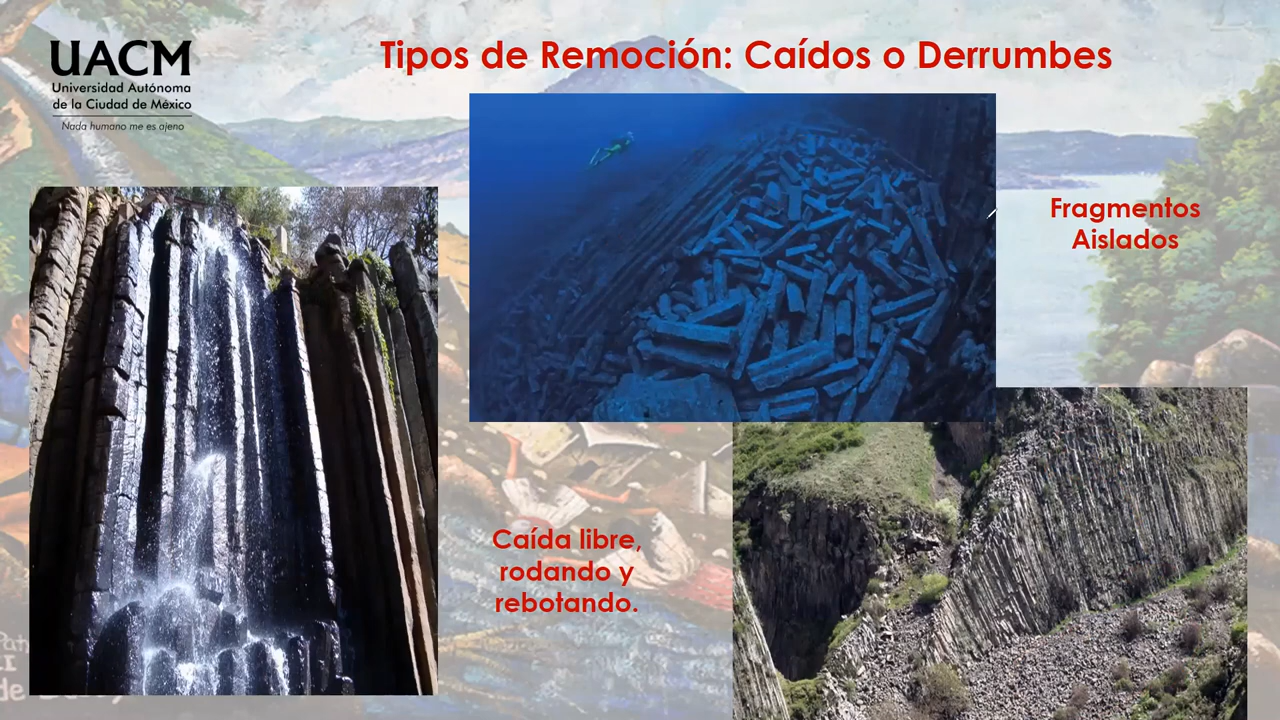 UACM
Universidad Autónoma
de la Ciudad de México
Nada humano me es ajeno
Tipos de Remoción: Caídos o Derrumbes
Fragmentos
Aislados
Caída libre,
rodando y
rebotando.